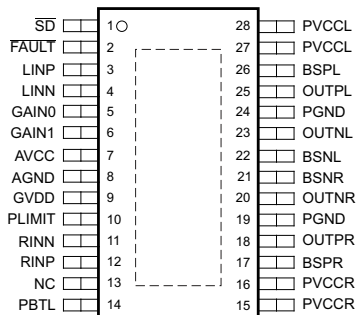 SD 1 28 PVCCL
FAULT 2 27 PVCCL
LINP 3 26 BSPL
LINN 4 25 OUTPL
GAIN0 5 24 PGND
GAIN1 6 23 OUTNL
AVCC 7 22 BSNL
AGND 8 21 BSNR
GVDD 9 20 OUTNR
PLIMIT 10 19 PGND
RINN 11 18 OUTPR
RINP 12 17 BSPR
NC 13 16 PVCCR
PBTL 14 15 PVCCR